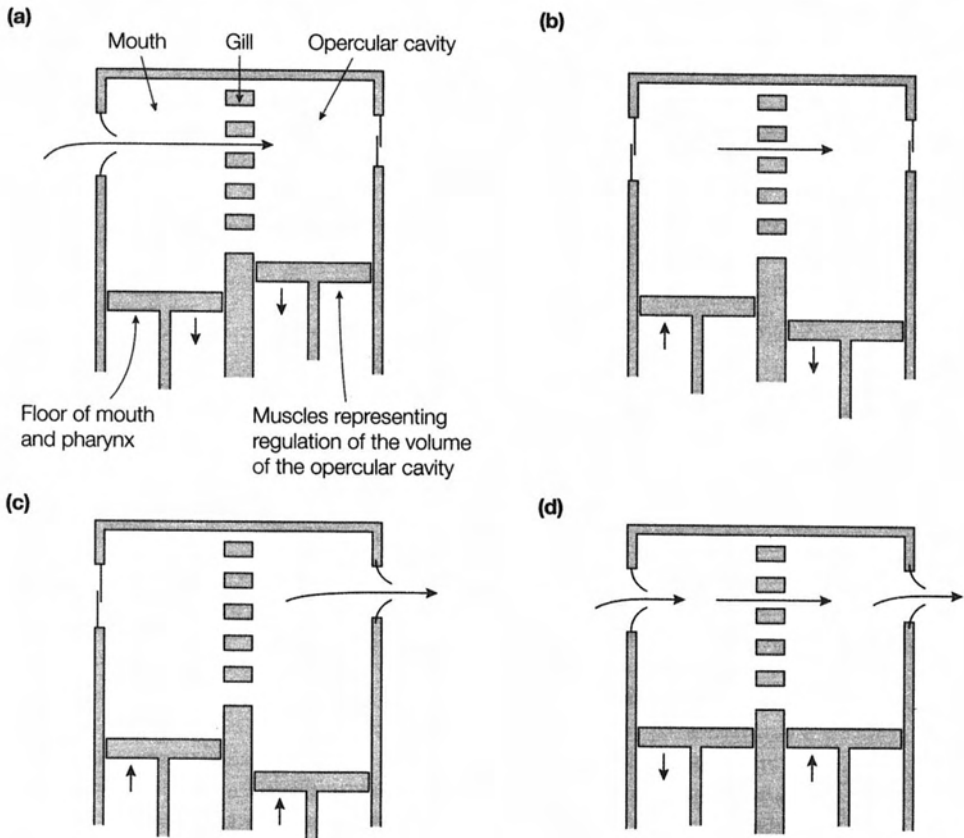 (a)
Mouth
Gill
Opercular cavity
Floor of mouth
and pharynx
Muscles representing
regulation of the volume
of the opercular cavity
(b)
(c)
(d)